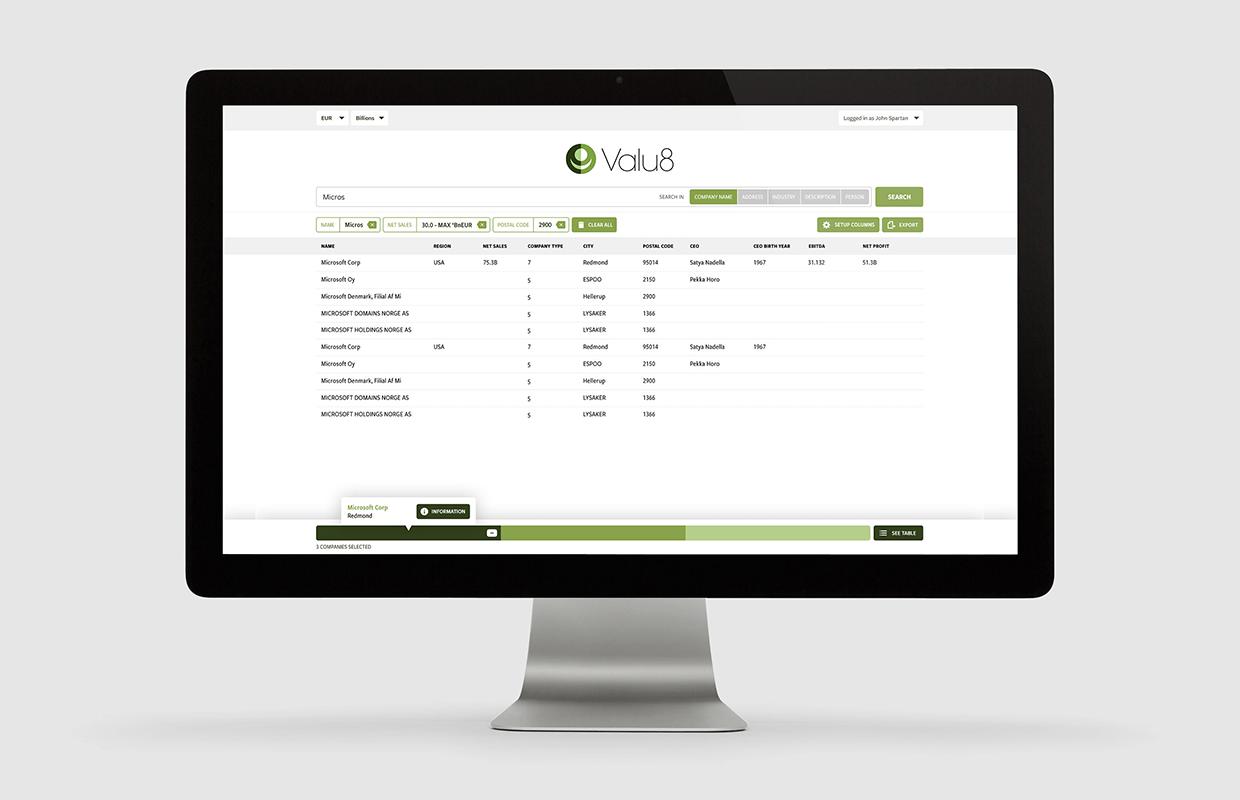 EUR Billions Logged in as John Spartan
Valu8
Micros SEARCH IN COMPANY NAME ADDRESS INDUSTRY DESCRIPTION PERSON SEARCH
NAME Micros NET SALES 30.0 - MAX *BnEUR POSTAL CODE 2900 CLEAR ALL SETUP COLUMNS EXPORT
NAME REGION NET SALES COMPANY TYPE CITY POSTAL CODE CEO CEO BIRTH YEAR EBITDA NET PROFIT
Microsoft Corp USA 75.3B 7 Redmond 95014 Satya Nadella 1967 31.132 51.3B
Microsoft Oy 5 ESPOO 2150 Pekka Horo
Microsoft Denmark, Filial Af Mi 5 Hellerup 2900
MICROSOFT DOMAINS NORGE AS 5 LYSAKER 1366
MICROSOFT HOLDINGS NORGE AS 5 LYSAKER 1366
Microsoft Corp USA 7 Redmond 95014 Satya Nadella 1967
Microsoft Oy 5 ESPOO 2150 Pekka Horo
Microsoft Denmark, Filial Af Mi 5 Hellerup 2900
MICROSOFT DOMAINS NORGE AS 5 LYSAKER 1366
MICROSOFT HOLDINGS NORGE AS 5 LYSAKER 1366
Microsoft Corp
Redmond
INFORMATION
SEE TABLE
3 COMPANIES SELECTED